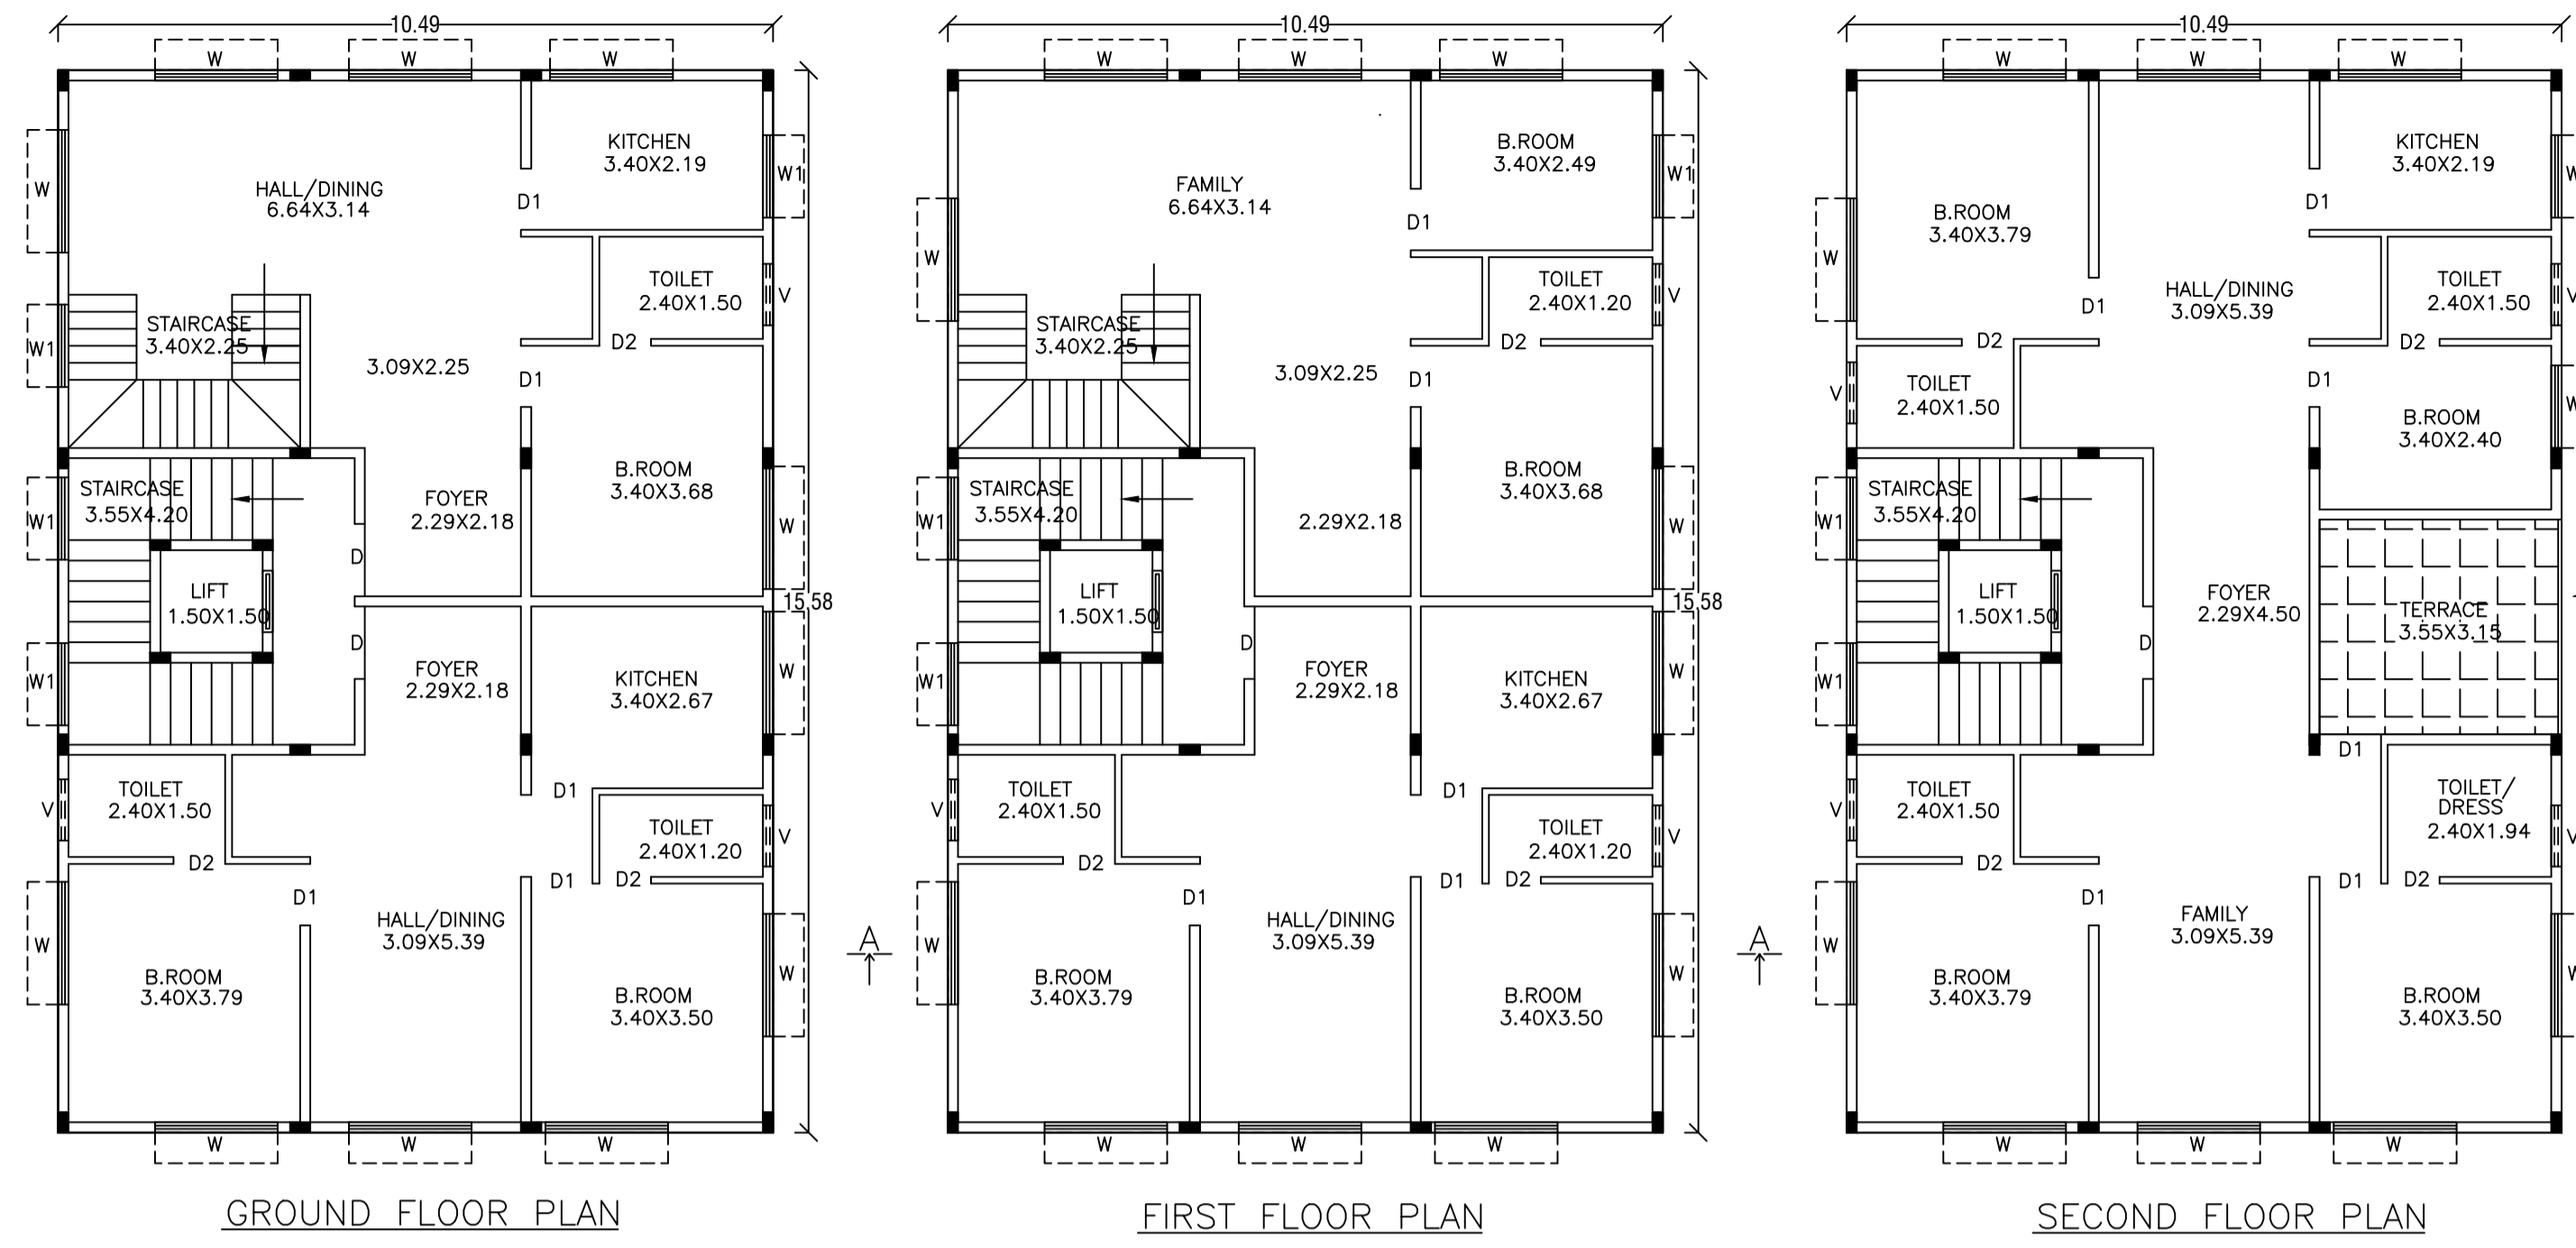 10.49
W
W
W
KITCHEN
3.40X2.19
W1
W
HALL/DINING
6.64X3.14
D1
TOILET
2.40X1.50
V
STAIRCASE
3.40X2.25
W1
D2
3.09X2.25
D1
B.ROOM
3.40X3.68
STAIRCASE
3.55X4.20
FOYER
2.29X2.18
W1
W
D
LIFT
1.50X1.50
15.58
D
FOYER
2.29X2.18
KITCHEN
3.40X2.67
W
W1
TOILET
2.40X1.50
V
D1
TOILET
2.40X1.20
V
D2
D1
D2
D1
HALL/DINING
3.09X5.39
W
B.ROOM
3.40X3.79
B.ROOM
3.40X3.50
W
W
W
W
GROUND FLOOR PLAN
A
10.49
W
W
W
B.ROOM
3.40X2.49
W1
FAMILY
6.64X3.14
D1
W
TOILET
2.40X1.20
V
STAIRCASE
3.40X2.25
D2
3.09X2.25
D1
B.ROOM
3.40X3.68
STAIRCASE
3.55X4.20
2.29X2.18
W1
W
LIFT
1.50X1.50
15.58
D
FOYER
2.29X2.18
KITCHEN
3.40X2.67
W
W1
TOILET
2.40X1.50
V
D1
TOILET
2.40X1.20
V
D2
D1
D2
D1
HALL/DINING
3.09X5.39
W
B.ROOM
3.40X3.79
B.ROOM
3.40X3.50
W
W
W
W
FIRST FLOOR PLAN
A
10.49
W
W
W
KITCHEN
3.40X2.19
B.ROOM
3.40X3.79
D1
W
HALL/DINING
3.09X5.39
TOILET
2.40X1.50
D1
D2
D2
TOILET
2.40X1.50
V
D1
B.ROOM
3.40X2.40
STAIRCASE
3.55X4.20
W1
LIFT
1.50X1.50
FOYER
2.29X4.50
TERRACE
3.55X3.15
D
W1
D1
TOILET
2.40X1.50
V
TOILET/
DRESS
2.40X1.94
D2
D1
D2
D1
FAMILY
3.09X5.39
W
B.ROOM
3.40X3.79
B.ROOM
3.40X3.50
W
W
W
SECOND FLOOR PLAN